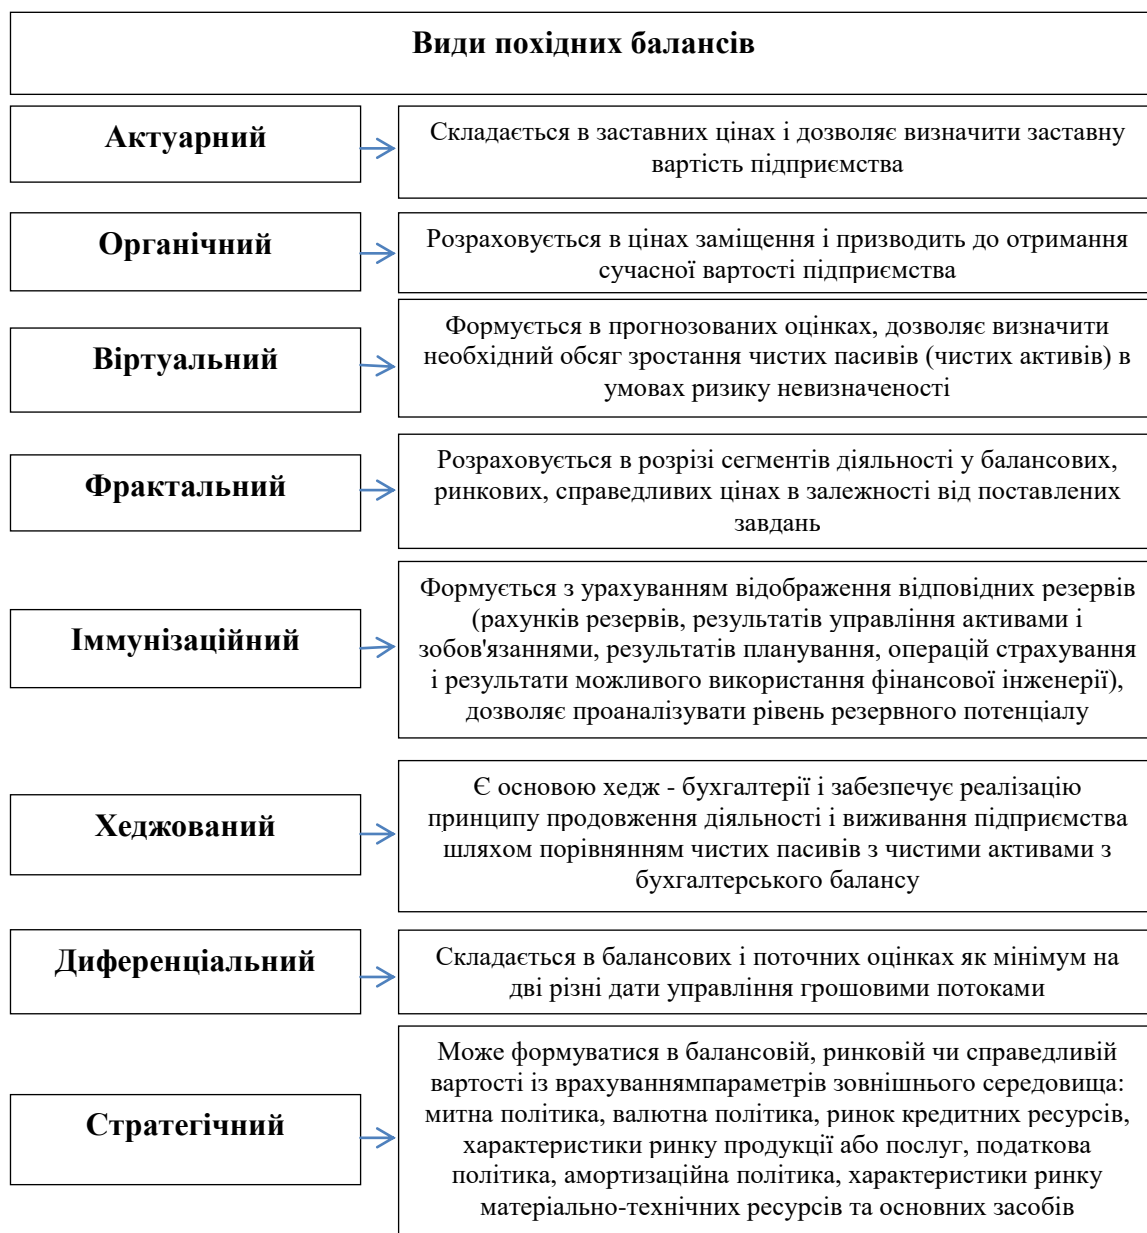 Види похідних балансів
Актуарний
Складається в заставних цінах і дозволяє визначити заставну
вартість підприємства
Органічний
Розраховується в цінах заміщення і призводить до отримання
сучасної вартості підприємства
Віртуальний
Формується в прогнозованих оцінках, дозволяє визначити
необхідний обсяг зростання чистих пасивів (чистих активів) в
умовах ризику невизначеності
Фрактальний
Розраховується в розрізі сегментів діяльності у балансових,
ринкових, справедливих цінах в залежності від поставлених
завдань
Іммунізаційний
Формується з урахуванням відображення відповідних резервів
(рахунків резервів, результатів управління активами і
зобов'язаннями, результатів планування, операцій страхування
і результати можливого використання фінансової інженерії),
дозволяє проаналізувати рівень резервного потенціалу
Хеджований
Є основою хедж - бухгалтерії і забезпечує реалізацію
принципу продовження діяльності і виживання підприємства
шляхом порівнянням чистих пасивів з чистими активами з
бухгалтерського балансу
Диференціальний
Складається в балансових і поточних оцінках як мінімум на
дві різні дати управління грошовими потоками
Стратегічний
Може формуватися в балансовій, ринковій чи справедливій
вартості із врахуваннямпараметрів зовнішнього середовища:
митна політика, валютна політика, ринок кредитних ресурсів,
характеристики ринку продукції або послуг, податкова
політика, амортизаційна політика, характеристики ринку
матеріально-технічних ресурсів та основних засобів